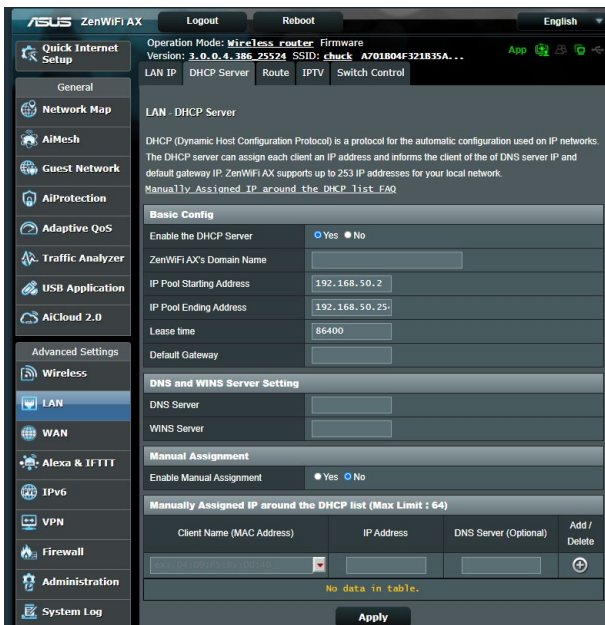 ASUS ZenWiFi AX Logout Reboot English
Quick Internet Setup
Operation Mode: Wireless router Firmware
Version: 3.0.0.4.386_25524 SSID: chuck A701B04F321B35A... App
LAN IP DHCP Server Route IPTV Switch Control
General
Network Map
AiMesh
Guest Network
AiProtection
Adaptive QoS
Traffic Analyzer
USB Application
AiCloud 2.0
Advanced Settings
Wireless
LAN
WAN
Alexa & IFTTT
IPv6
VPN
Firewall
Administration
System Log
LAN - DHCP Server
DHCP (Dynamic Host Configuration Protocol) is a protocol for the automatic configuration used on IP networks.
The DHCP server can assign each client an IP address and informs the client of the of DNS server IP and
default gateway IP. ZenWiFi AX supports up to 253 IP addresses for your local network.
Manually Assigned IP around the DHCP list FAQ
Basic Config
Enable the DHCP Server Yes No
ZenWiFi AX's Domain Name
IP Pool Starting Address 192.168.50.2
IP Pool Ending Address 192.168.50.25
Lease time 86400
Default Gateway
DNS and WINS Server Setting
DNS Server
WINS Server
Manual Assignment
Enable Manual Assignment Yes No
Manually Assigned IP around the DHCP list (Max Limit : 64)
Client Name (MAC Address) IP Address DNS Server (Optional) Add / Delete
No data in table.
Apply